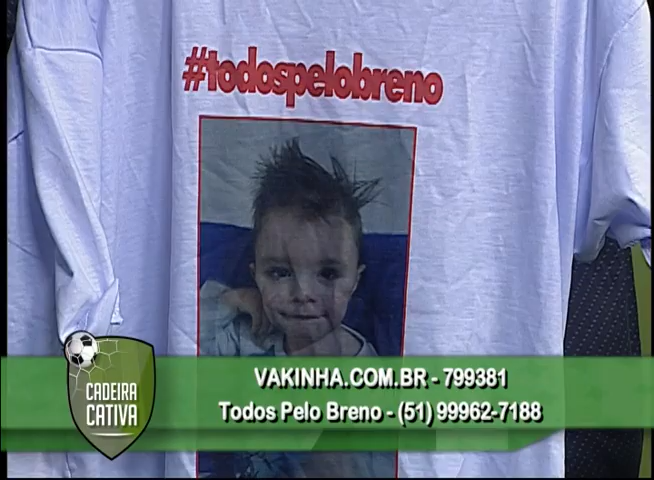 #todospelobreno
VAKINHA.COM.BR - 799381
Todos Pelo Breno - (51) 99962-7188
CADEIRA
CATIVA